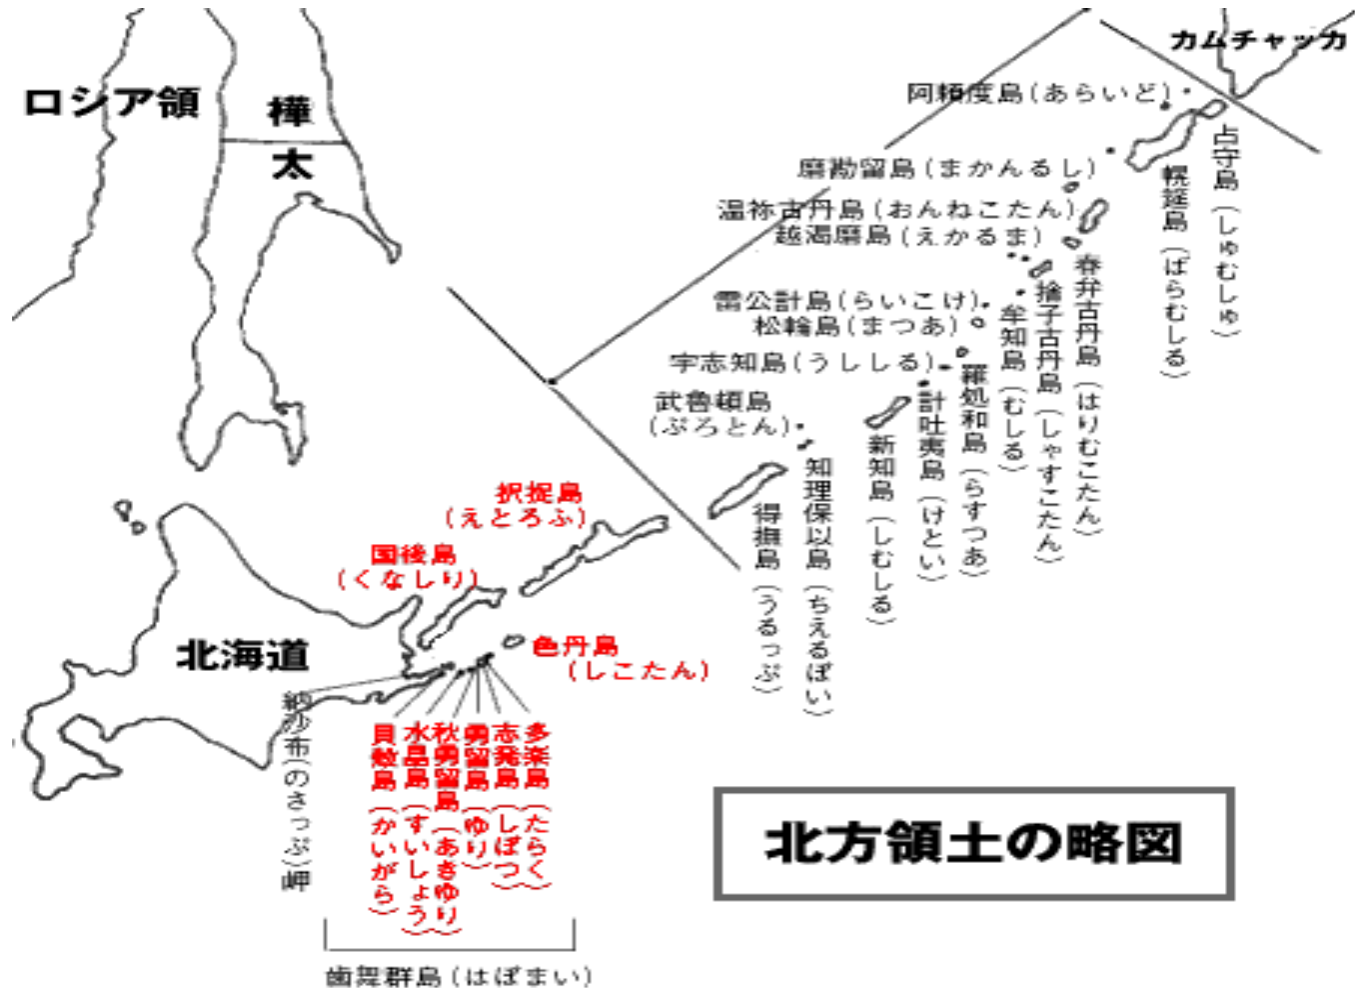 カムチャッカ
ロシア領
樺
太
阿頼度島(あらいど)
占守島(しゅむしゅ)
幌筵島(ぱらむしる)
磨勘留島(まかんるし)
温祢古丹島(おんねこたん)
越渇磨島(えかるま)
春弁古丹島(はりむこたん)
捨子古丹島(しゃすこたん)
牟知島(むしる)
雷公計島(らいこけ)
松輪島(まつあ)
羅処和島(らすつあ)
宇志知島(うししる)
計吐夷島(けとい)
新知島(しむしる)
武魯頓島
(ぶろとん)
知理保以島(ちえるぽい)
得撫島(うるっぷ)
択捉島
(えとろふ)
国後島
(くなしり)
色丹島
(しこたん)
北海道
納沙布(のさっぷ)岬
貝殻島(かいがら)
水晶島(すいしょう)
秋勇留島(あきゆり)
勇留島(ゆり)
志発島(しぼつ)
多楽島(たらく)
歯舞群島(はぼまい)
北方領土の略図